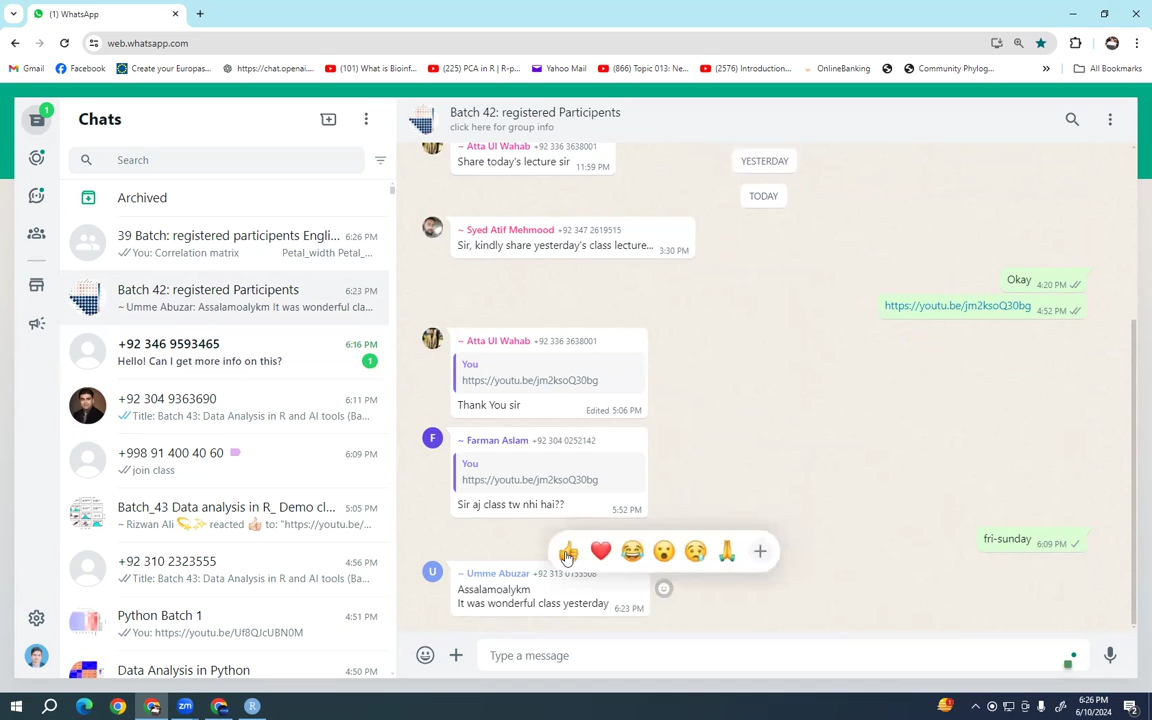 (1) WhatsApp
web.whatsapp.com
Gmail
Facebook
Create your Europas...
https://chat.openai....
(101) What is Bioinf...
(225) PCA in R | R-p...
Yahoo Mail
(866) Topic 013: Ne...
(2576) Introduction...
OnlineBanking
Community Phylog...
All Bookmarks
1
Chats
Search
Archived
39 Batch: registered participants Engli...
6:26 PM
You: Correlation matrix Petal_width Petal_...
Batch 42: registered Participants
6:23 PM
~ Umme Abuzar: Assalamoalykm It was wonderful cla...
+92 346 9593465
6:16 PM
Hello! Can I get more info on this?
1
+92 304 9363690
6:11 PM
Title: Batch 43: Data Analysis in R and AI tools (Ba...
+998 91 400 40 60
6:09 PM
join class
Batch_43 Data analysis in R_ Demo cl...
5:05 PM
~ Rizwan Ali 💫✨ reacted 👍🏻 to: "https://youtu.be/...
+92 310 2323555
4:56 PM
Title: Batch 43: Data Analysis in R and AI tools (Ba...
Python Batch 1
4:51 PM
You: https://youtu.be/Uf8QJcUBN0M
Data Analysis in Python
4:50 PM
Batch 42: registered Participants
click here for group info
~ Atta Ul Wahab +92 336 3638001
Share today's lecture sir
11:59 PM
YESTERDAY
TODAY
~ Syed Atif Mehmood +92 347 2619515
Sir, kindly share yesterday's class lecture...
3:30 PM
Okay
4:20 PM
https://youtu.be/jm2ksoQ30bg
4:52 PM
~ Atta Ul Wahab +92 336 3638001
You
https://youtu.be/jm2ksoQ30bg
Thank You sir
Edited 5:06 PM
F
~ Farman Aslam +92 304 0252142
You
https://youtu.be/jm2ksoQ30bg
Sir aj class tw nhi hai??
5:52 PM
fri-sunday
6:09 PM
U
~ Umme Abuzar +92 313 0153508
Assalamoalykm
It was wonderful class yesterday
6:23 PM
Type a message
zm
R
6:26 PM
6/10/2024
2